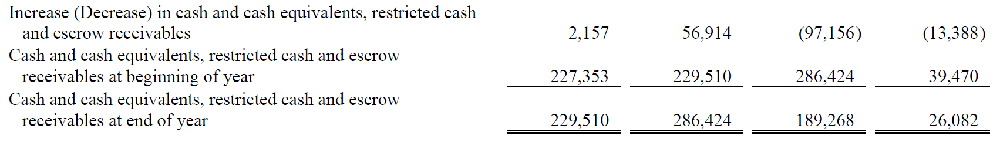 Increase (Decrease) in cash and cash equivalents, restricted cash
and escrow receivables 2,157 56,914 (97,156) (13,388)
Cash and cash equivalents, restricted cash and escrow
receivables at beginning of year 227,353 229,510 286,424 39,470
Cash and cash equivalents, restricted cash and escrow
receivables at end of year 229,510 286,424 189,268 26,082